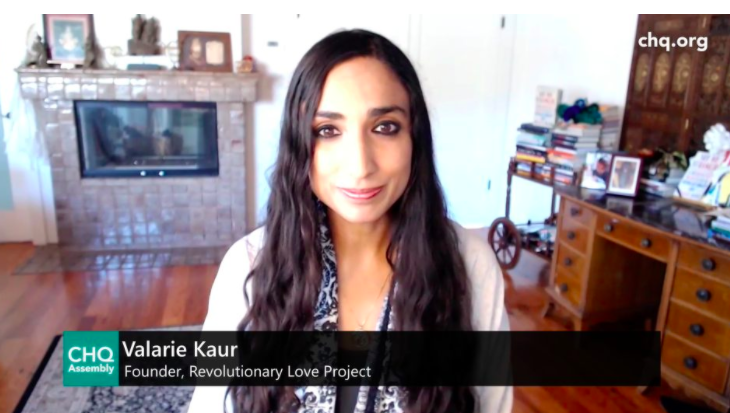 chq.org
CHQ
Assembly
Valarie Kaur
Founder, Revolutionary Love Project